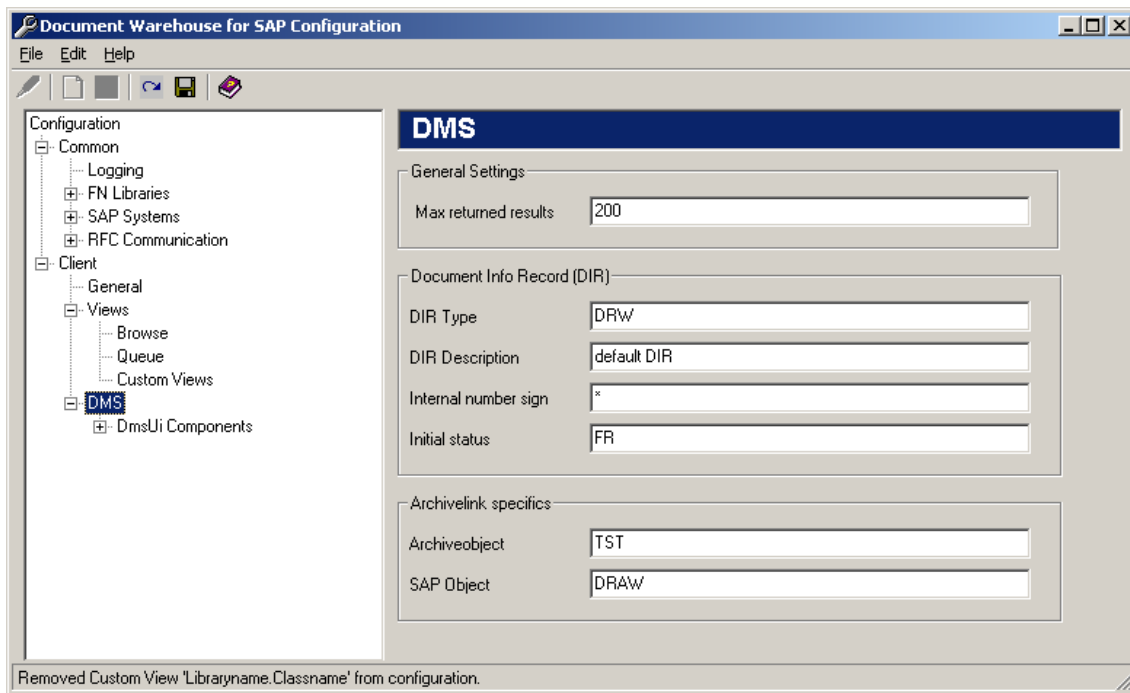 Document Warehouse for SAP Configuration
File Edit Help
Configuration
Common
Logging
FN Libraries
SAP Systems
RFC Communication
Client
General
Views
Browse
Queue
Custom Views
DMS
DmsUi Components
DMS
General Settings
Max returned results 200
Document Info Record (DIR)
DIR Type DRW
DIR Description default DIR
Internal number sign *
Initial status FR
Archivelink specifics
Archiveobject TST
SAP Object DRAW
Removed Custom View 'Libraryname.Classname' from configuration.